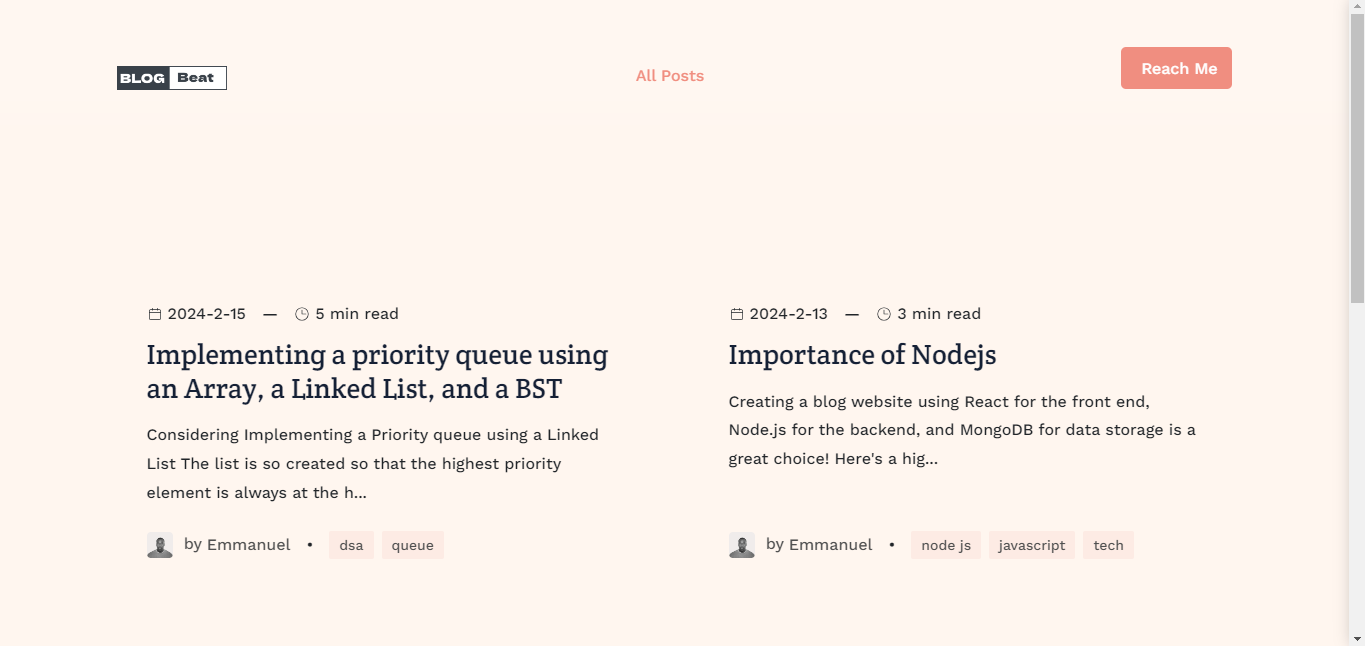 BLOG Beat
All Posts
Reach Me
2024-2-15 — 5 min read
Implementing a priority queue using
an Array, a Linked List, and a BST
Considering Implementing a Priority queue using a Linked
List The list is so created so that the highest priority
element is always at the h...
by Emmanuel • dsa queue
2024-2-13 — 3 min read
Importance of Nodejs
Creating a blog website using React for the front end,
Node.js for the backend, and MongoDB for data storage is a
great choice! Here's a hig...
by Emmanuel • node js javascript tech